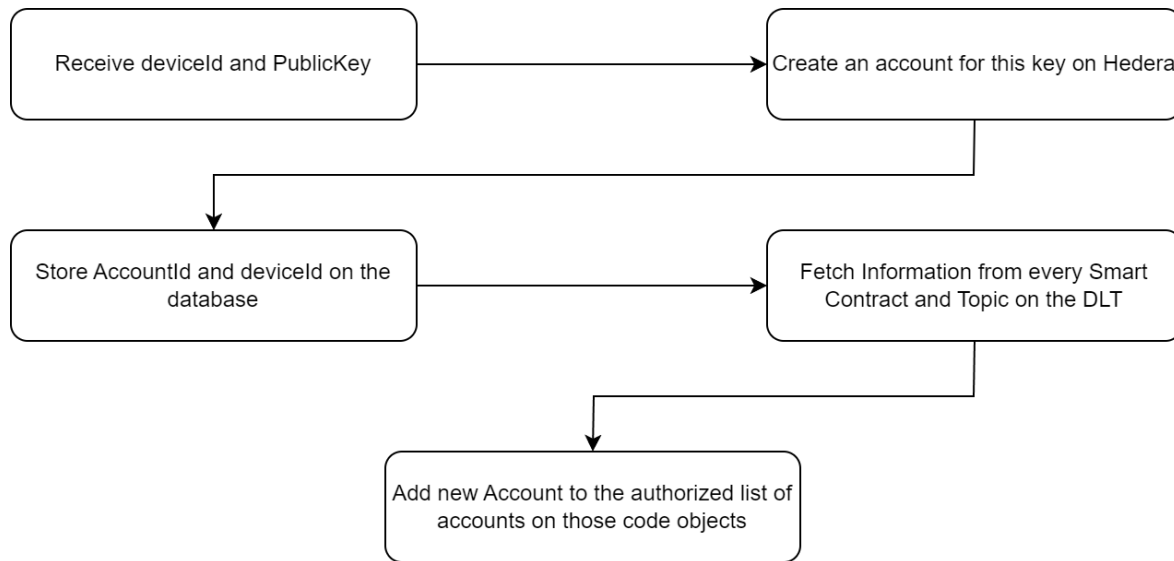 Receive deviceId and PublicKey
Create an account for this key on Hedera
Store AccountId and deviceId on the
database
Fetch Information from every Smart
Contract and Topic on the DLT
Add new Account to the authorized list of
accounts on those code objects